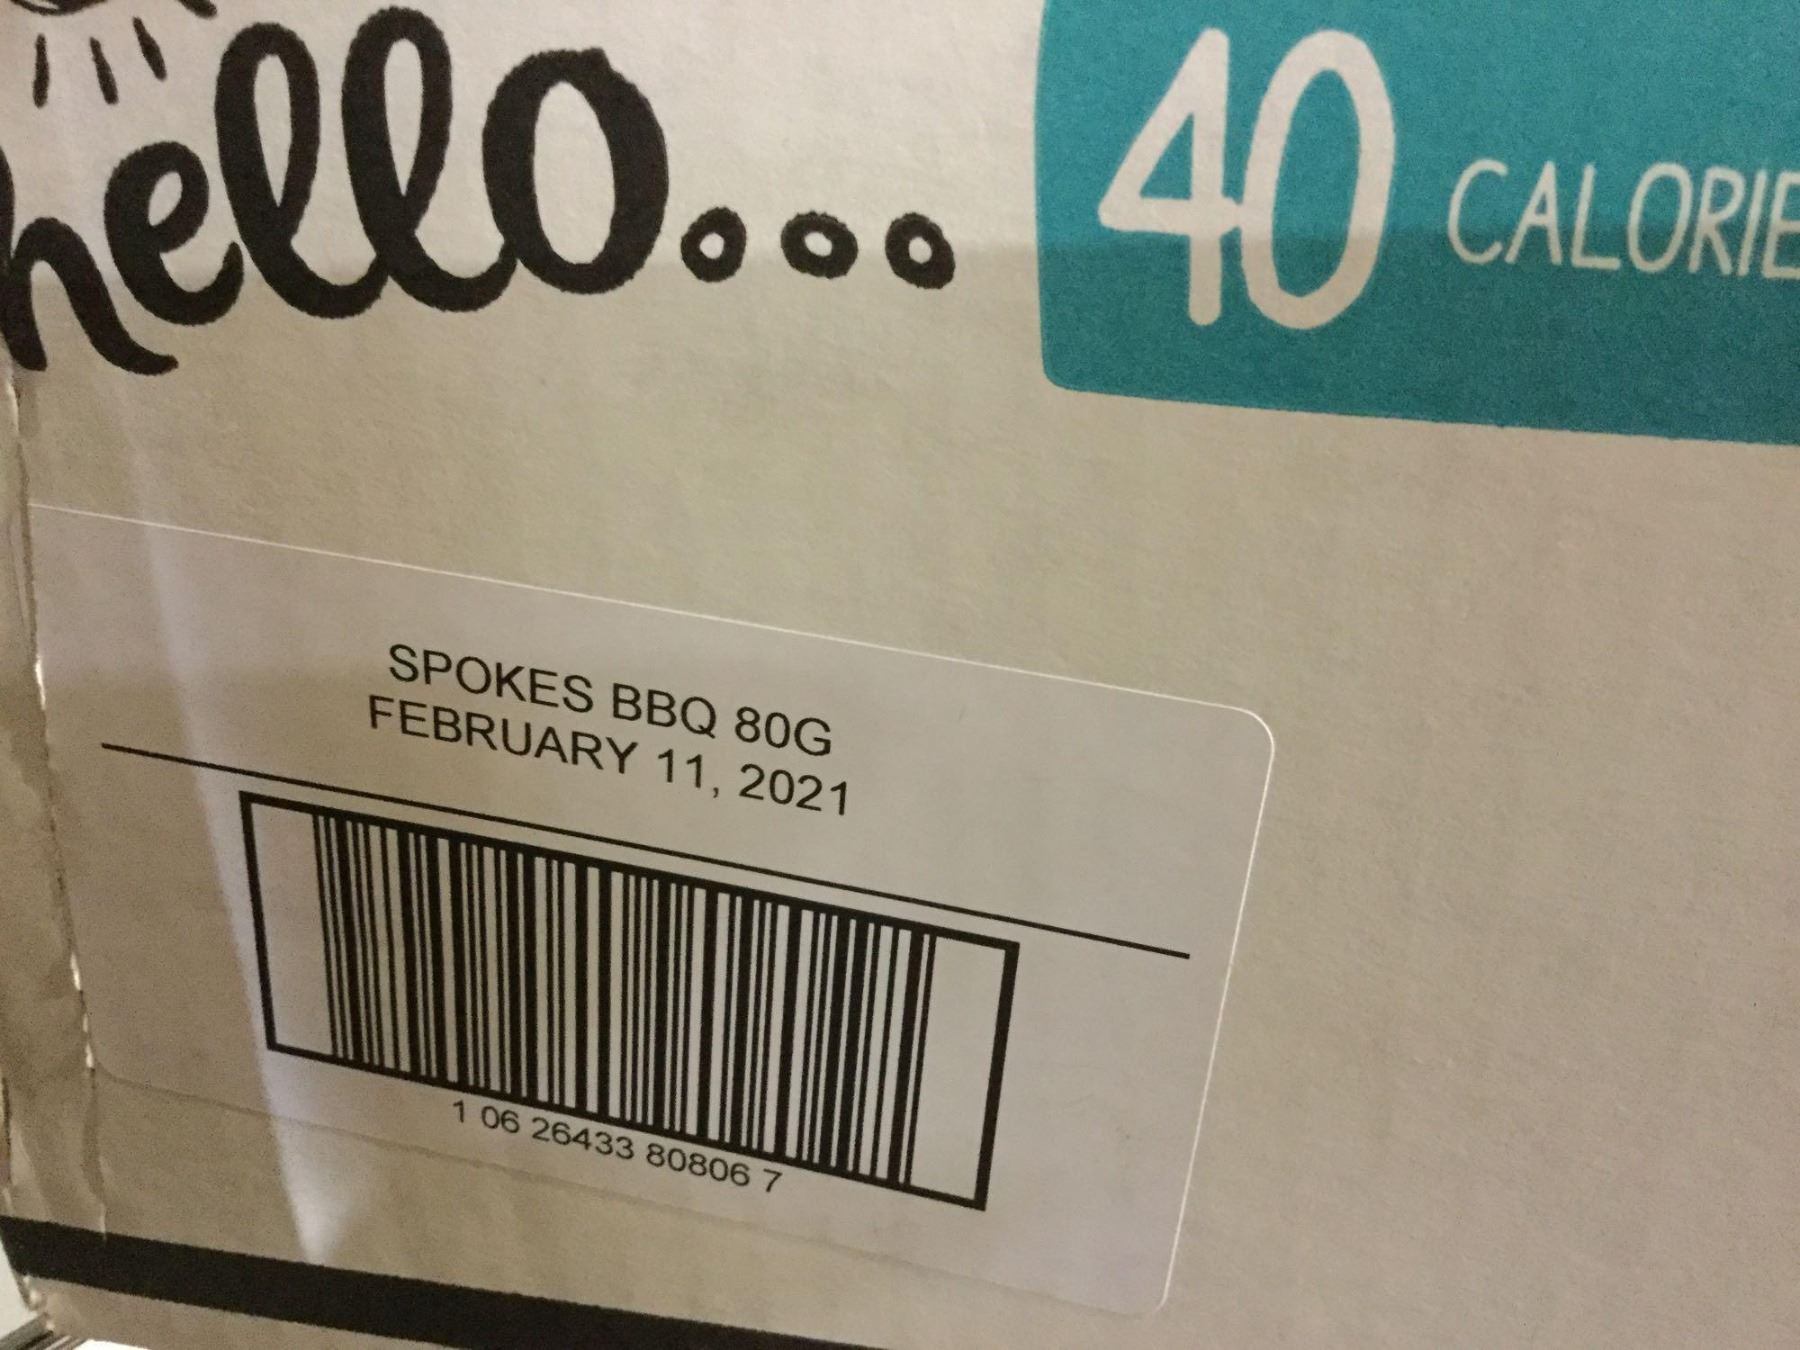 hello...
40 CALORIE
SPOKES BBQ 80G
FEBRUARY 11, 2021
1 06 26433 80806 7